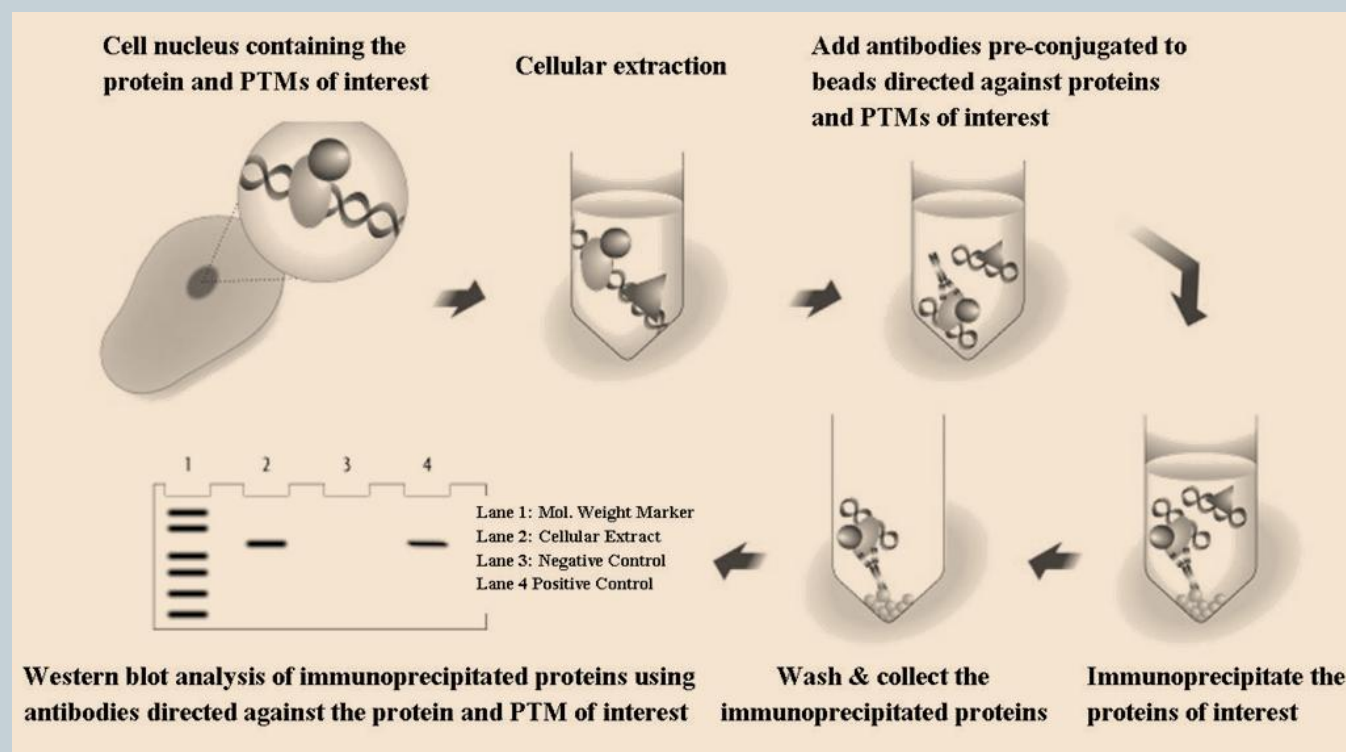 Cell nucleus containing the
protein and PTMs of interest
Cellular extraction
Add antibodies pre-conjugated to
beads directed against proteins
and PTMs of interest
1 2 3 4
Lane 1: Mol. Weight Marker
Lane 2: Cellular Extract
Lane 3: Negative Control
Lane 4 Positive Control
Western blot analysis of immunoprecipitated proteins using
antibodies directed against the protein and PTM of interest
Wash & collect the
immunoprecipitated proteins
Immunoprecipitate the
proteins of interest